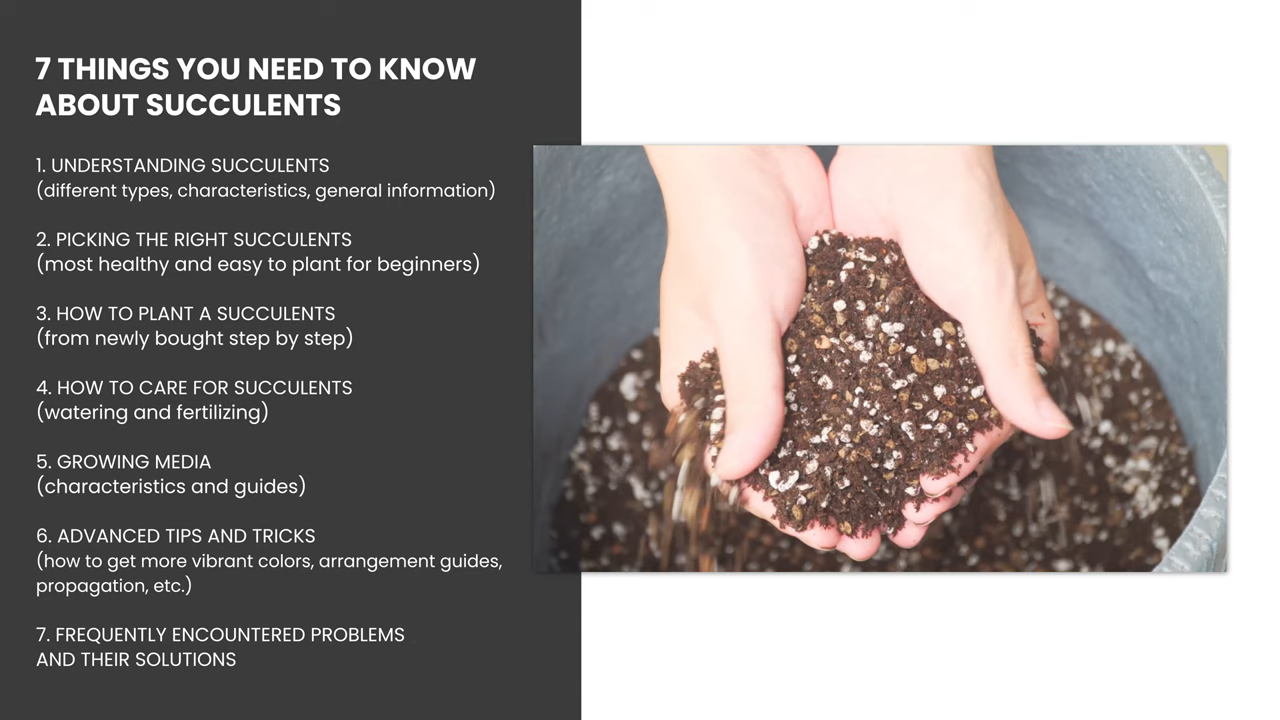 7 THINGS YOU NEED TO KNOW
ABOUT SUCCULENTS
1. UNDERSTANDING SUCCULENTS
(different types, characteristics, general information)
2. PICKING THE RIGHT SUCCULENTS
(most healthy and easy to plant for beginners)
3. HOW TO PLANT A SUCCULENTS
(from newly bought step by step)
4. HOW TO CARE FOR SUCCULENTS
(watering and fertilizing)
5. GROWING MEDIA
(characteristics and guides)
6. ADVANCED TIPS AND TRICKS
(how to get more vibrant colors, arrangement guides,
propagation, etc.)
7. FREQUENTLY ENCOUNTERED PROBLEMS
AND THEIR SOLUTIONS